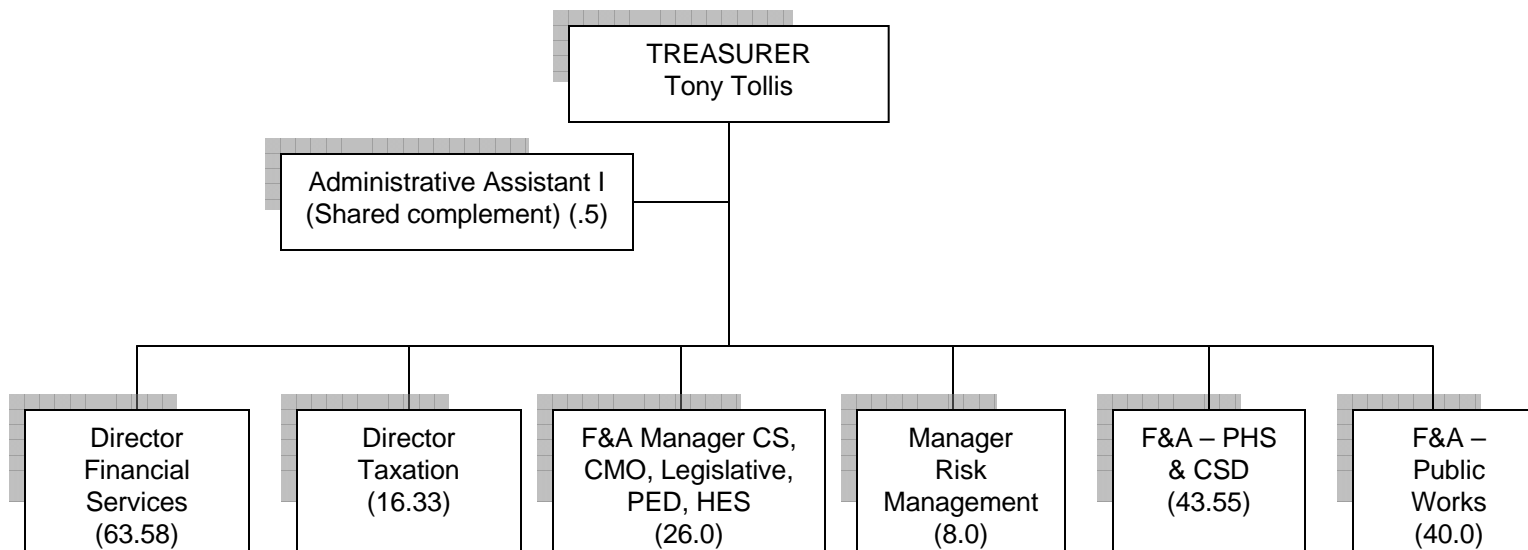 TREASURER
Tony Tollis
Administrative Assistant I
(Shared complement) (.5)
Director
Financial
Services
(63.58)
Director
Taxation
(16.33)
F&A Manager CS,
CMO, Legislative,
PED, HES
(26.0)
Manager
Risk
Management
(8.0)
F&A – PHS
& CSD
(43.55)
F&A –
Public
Works
(40.0)